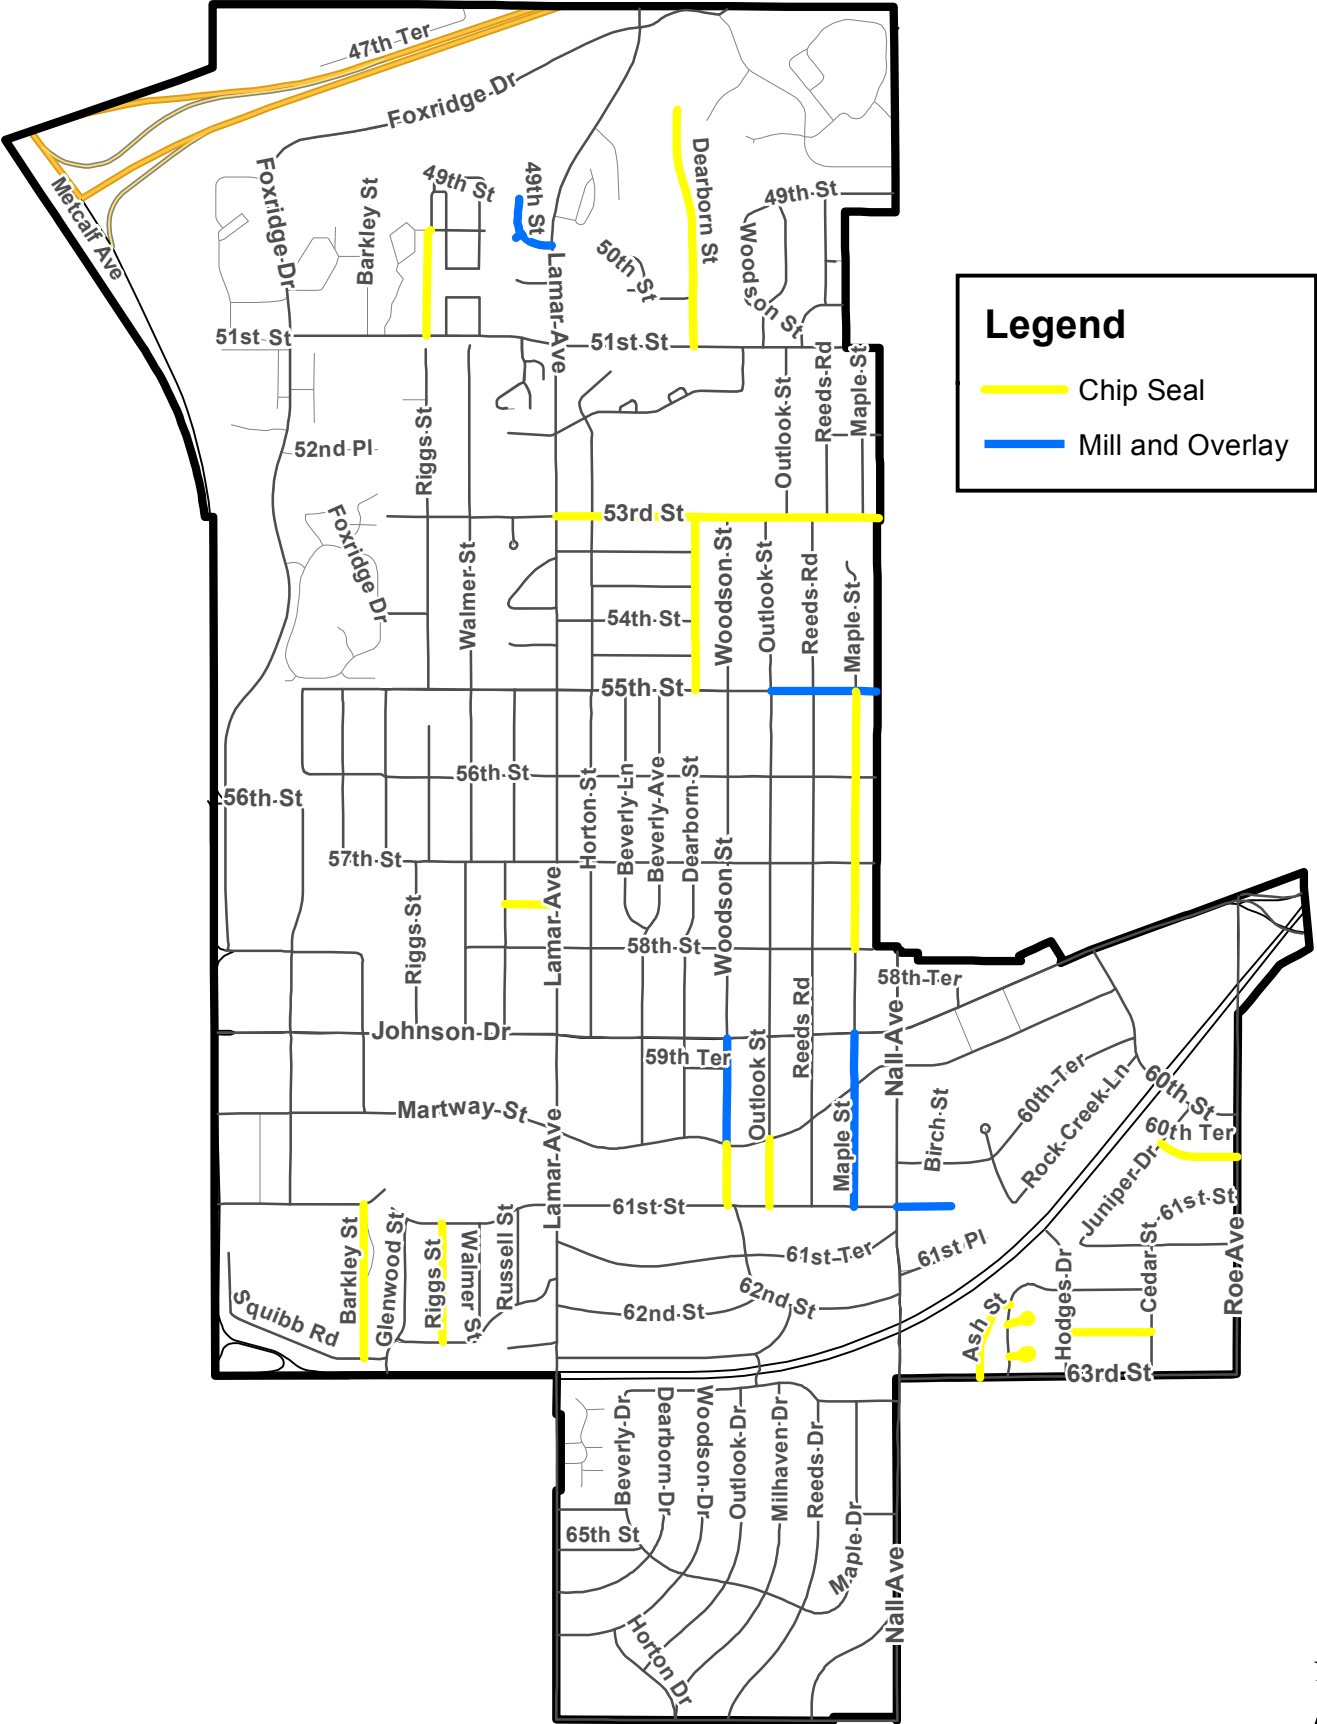 47th Ter
Foxridge Dr
Metcalf Ave
Foxridge Dr
Barkley St
49th St
49th St
Dearborn St
49th St
Woodson St
50th St
Lamar Ave
51st St
51st St
Legend
Chip Seal
Mill and Overlay
Riggs St
52nd Pl
Outlook St
Reeds Rd
Maple St
Foxridge Dr
53rd St
Walmer St
Woodson St
Outlook St
Reeds Rd
Maple St
54th St
55th St
56th St
56th St
Horton St
Beverly Ln
Beverly Ave
Dearborn St
57th St
Woodson St
Riggs St
Lamar Ave
58th St
58th Ter
Johnson Dr
Reeds Rd
Nall Ave
59th Ter
Outlook St
60th Ter
Rock Creek Ln
60th St
60th Ter
Martway St
Lamar Ave
Maple St
Birch St
Juniper Dr
61st St
61st St
Barkley St
Glenwood St
Riggs St
Walmer St
Russell St
61st Ter
61st Pl
Hodges Dr
Cedar St
Roe Ave
Squibb Rd
62nd St
62nd St
Ash St
63rd St
Beverly Dr
Dearborn Dr
Woodson Dr
Outlook Dr
Milhaven Dr
Reeds Dr
Maple Dr
65th St
Nall Ave
Horton Dr